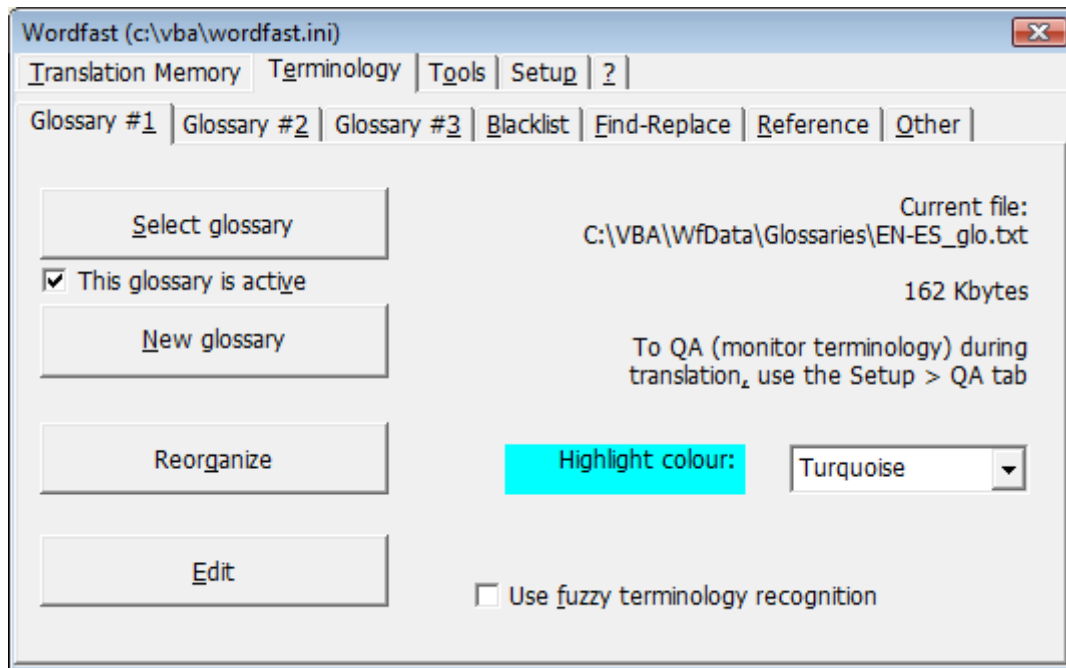 Wordfast (c:\vba\wordfast.ini)
Translation Memory Terminology Tools Setup ?
Glossary #1 Glossary #2 Glossary #3 Blacklist Find-Replace Reference Other
Select glossary
Current file:
C:\VBA\WfData\Glossaries\EN-ES_glo.txt
This glossary is active
162 Kbytes
New glossary
To QA (monitor terminology) during
translation, use the Setup > QA tab
Reorganize
Highlight colour: Turquoise
Edit
Use fuzzy terminology recognition